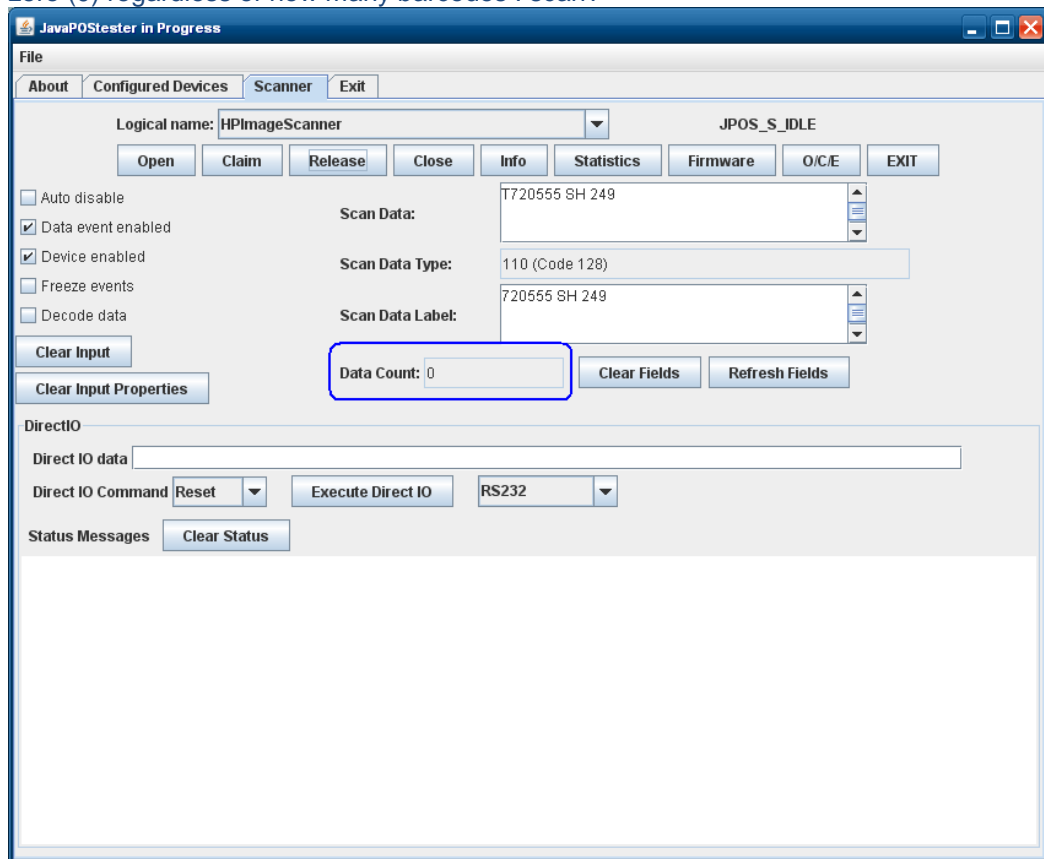 zero (0) regardless of how many barcodes I scan?
JavaPOStester in Progress
File
About Configured Devices Scanner Exit
Logical name: HPImageScanner JPOS_S_IDLE
Open Claim Release Close Info Statistics Firmware O/C/E EXIT
Auto disable
Data event enabled
Device enabled
Freeze events
Decode data
Clear Input
Clear Input Properties
Scan Data: T720555 SH 249
Scan Data Type: 110 (Code 128)
Scan Data Label: 720555 SH 249
Data Count: 0 Clear Fields Refresh Fields
DirectIO
Direct IO data
Direct IO Command Reset Execute Direct IO RS232
Status Messages Clear Status